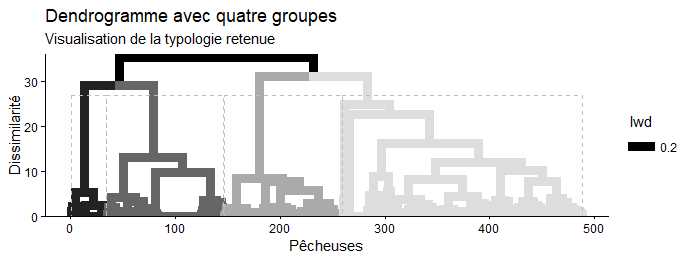 Dendrogramme avec quatre groupes
Visualisation de la typologie retenue
Dissimilarité
30
20
10
0
0 100 200 300 400 500
Pêcheuses
lwd
0.2